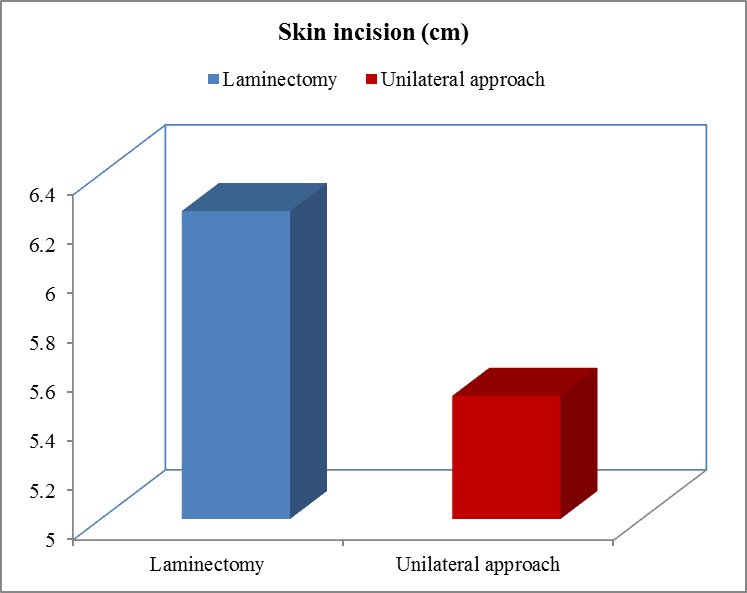 Skin incision (cm)
Laminectomy Unilateral approach
6.4
6.2
6
5.8
5.6
5.4
5.2
5
Laminectomy Unilateral approach